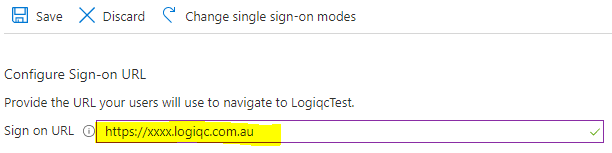 Save Discard Change single sign-on modes
Configure Sign-on URL
Provide the URL your users will use to navigate to LogiqcTest.
Sign on URL https://xxxx.logiqc.com.au